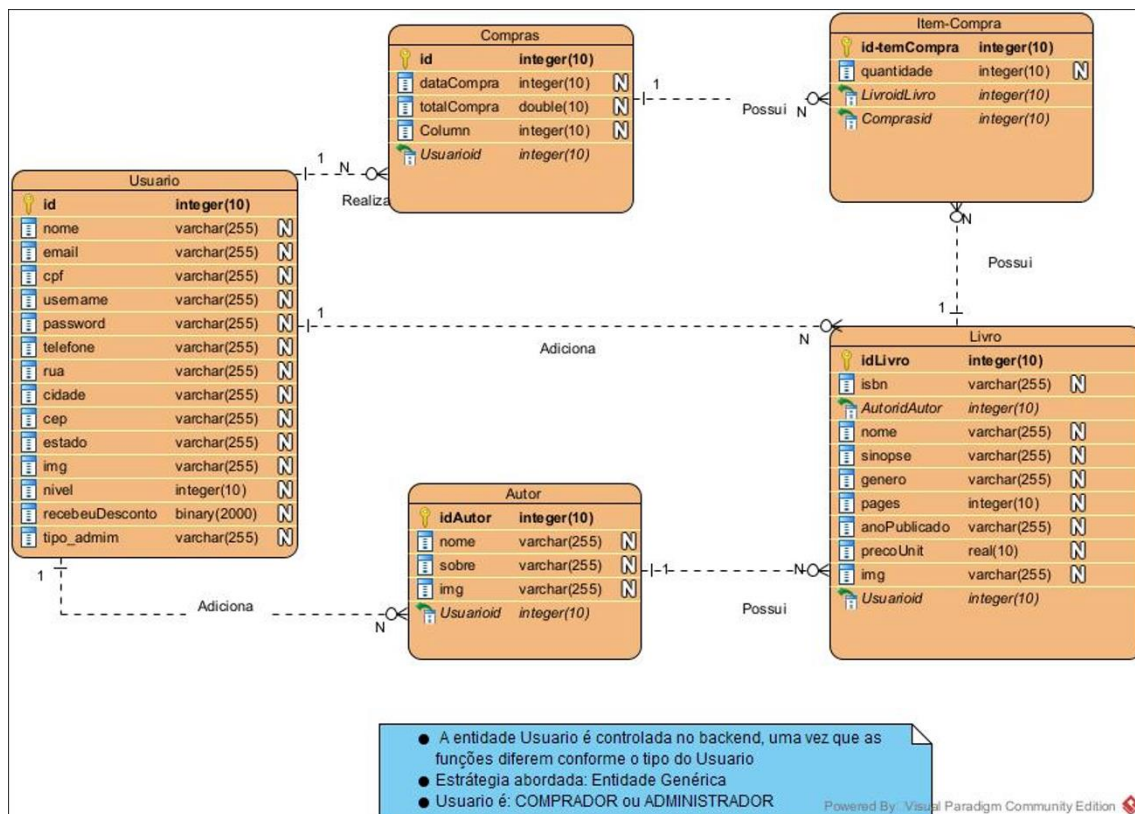 Compras
id integer(10)
dataCompra integer(10) N
totalCompra double(10) N
Column integer(10) N
Usuarioid integer(10)
Item-Compra
id-temCompra integer(10)
quantidade integer(10) N
LivroidLivro integer(10)
Comprasid integer(10)
1
Possui
N
1
N
Realiza
Usuario
id integer(10)
nome varchar(255) N
email varchar(255) N
cpf varchar(255) N
username varchar(255) N
password varchar(255) N
telefone varchar(255) N
rua varchar(255) N
cidade varchar(255) N
cep varchar(255) N
estado varchar(255) N
img varchar(255) N
nivel integer(10) N
recebeuDesconto binary(2000) N
tipo_admim varchar(255) N
N
Possui
1
1
Adiciona
N
Livro
idLivro integer(10)
isbn varchar(255) N
AutoridAutor integer(10)
nome varchar(255) N
sinopse varchar(255) N
genero varchar(255) N
pages integer(10) N
anoPublicado varchar(255) N
precoUnit real(10) N
img varchar(255) N
Usuarioid integer(10)
Autor
idAutor integer(10)
nome varchar(255) N
sobre varchar(255) N
img varchar(255) N
Usuarioid integer(10)
1
N
Possui
1
Adiciona
N
● A entidade Usuario é controlada no backend, uma vez que as
funções diferem conforme o tipo do Usuario
● Estrátegia abordada: Entidade Genérica
● Usuario é: COMPRADOR ou ADMINISTRADOR
Powered By: Visual Paradigm Community Edition